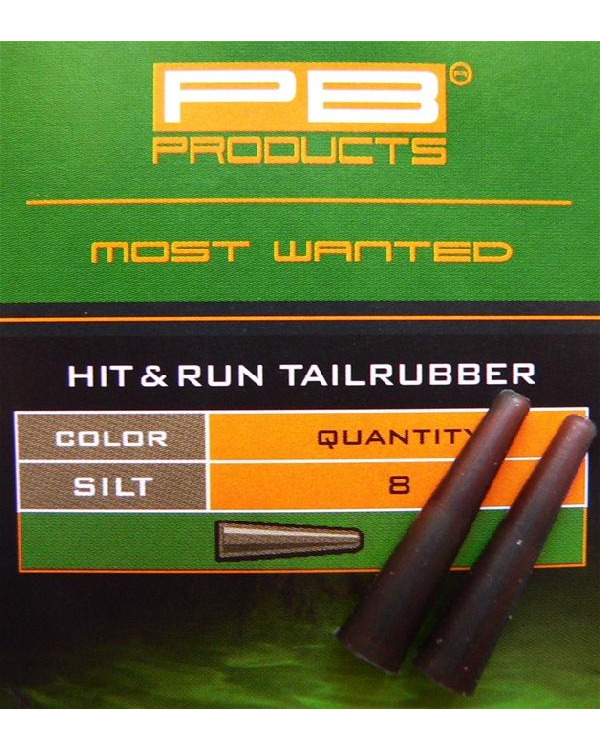 PB
PRODUCTS
MOST WANTED
HIT & RUN TAILRUBBER
COLOR QUANTITY
SILT 8